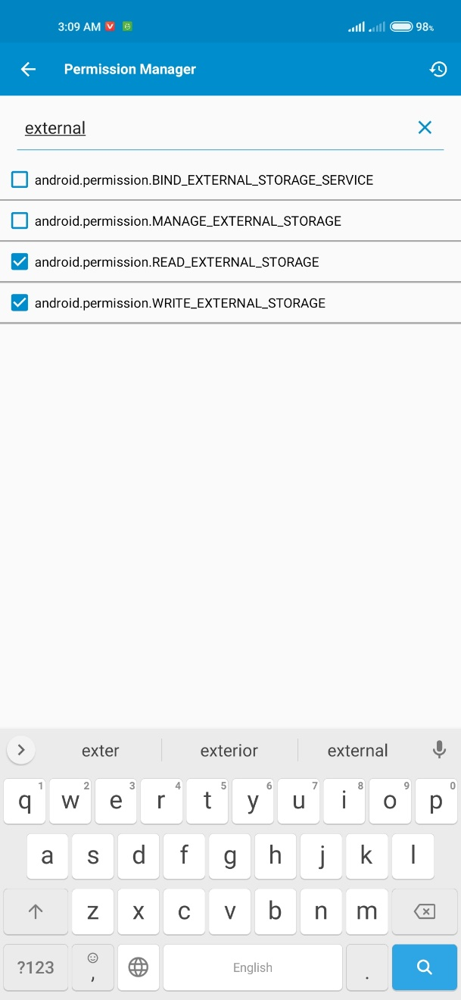 3:09 AM 98%
Permission Manager
external
android.permission.BIND_EXTERNAL_STORAGE_SERVICE
android.permission.MANAGE_EXTERNAL_STORAGE
android.permission.READ_EXTERNAL_STORAGE
android.permission.WRITE_EXTERNAL_STORAGE
exter exterior external
1 2 3 4 5 6 7 8 9 0
q w e r t y u i o p
a s d f g h j k l
z x c v b n m
?123 , English .